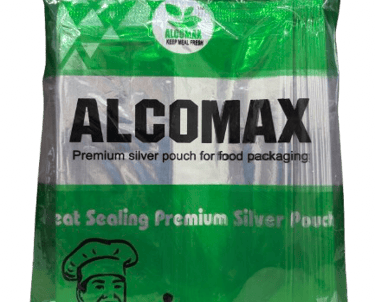 ALCOMAX
KEEP MEAL FRESH
ALCOMAX
Premium silver pouch for food packaging
eat Sealing Premium Silver Pouch